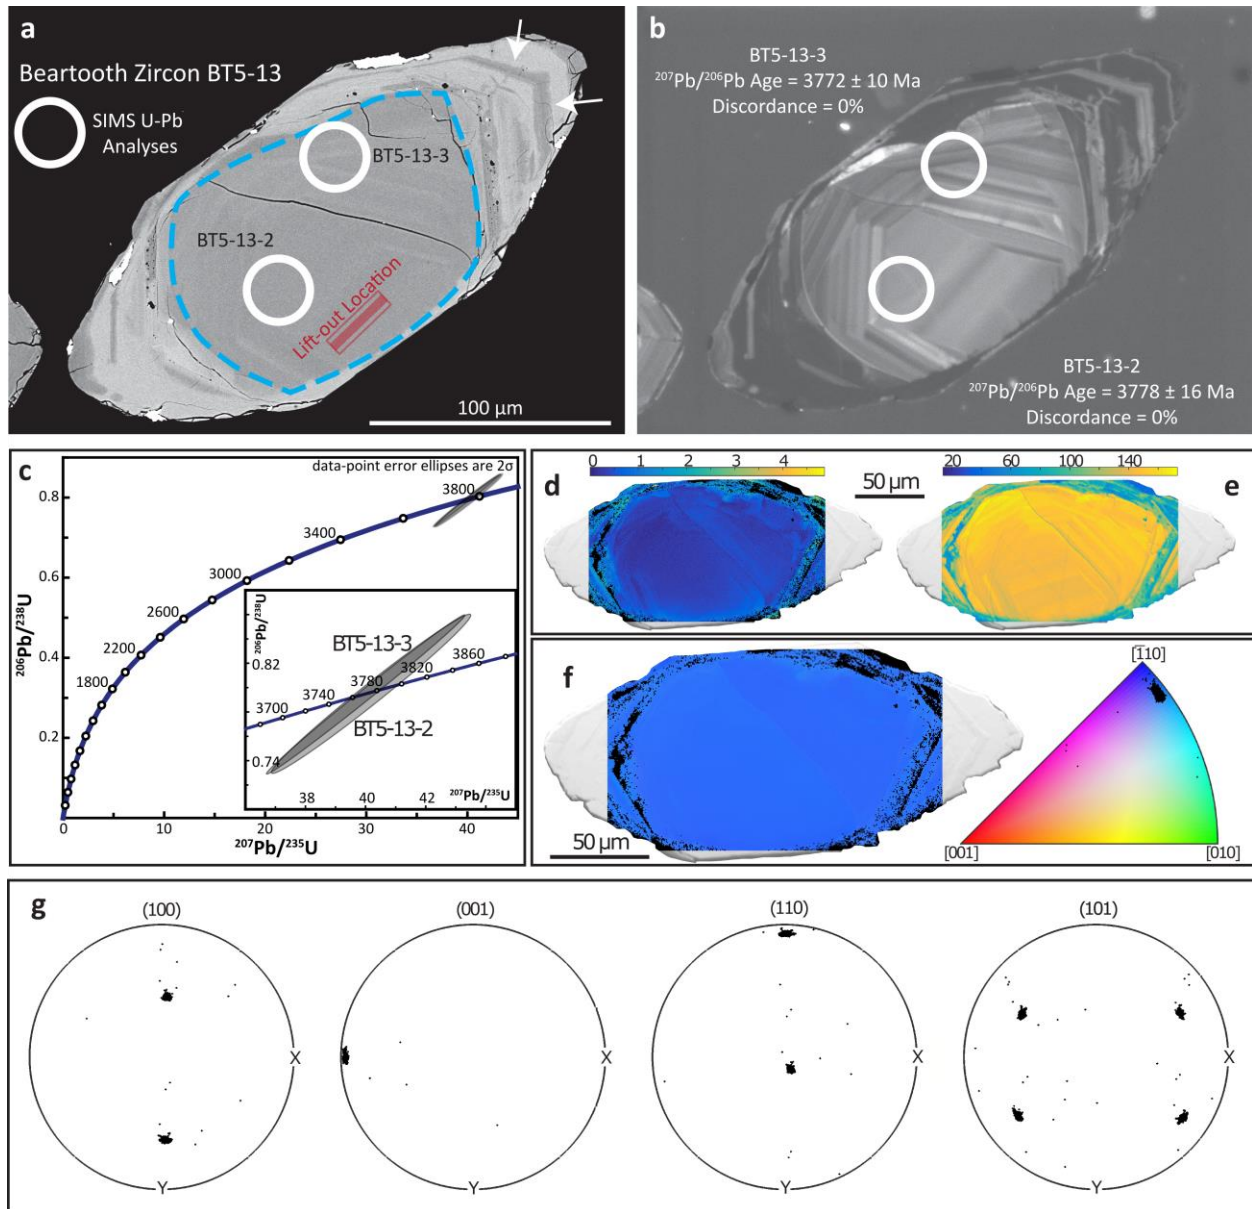 a
Beartooth Zircon BT5-13
SIMS U-Pb
Analyses
BT5-13-3
BT5-13-2
Lift-out Location
100 µm
b
BT5-13-3
²⁰⁷Pb/²⁰⁶Pb Age = 3772 ± 10 Ma
Discordance = 0%
BT5-13-2
²⁰⁷Pb/²⁰⁶Pb Age = 3778 ± 16 Ma
Discordance = 0%
c
data-point error ellipses are 2σ
3800
3400
3000
2600
2200
1800
0.8
0.6
0.4
0.2
²⁰⁶Pb/²³⁸U
0 10 20 30 40
²⁰⁷Pb/²³⁵U
²⁰⁶Pb/²³⁸U
0.82
0.74
BT5-13-3
BT5-13-2
3700
3740
3780
3820
3860
38 40 42
²⁰⁷Pb/²³⁵U
d
0 1 2 3 4
50 µm
20 60 100 140
e
f
50 µm
[1̅10]
[001]
[010]
g
(100)
X
Y
(001)
X
Y
(110)
X
Y
(101)
X
Y